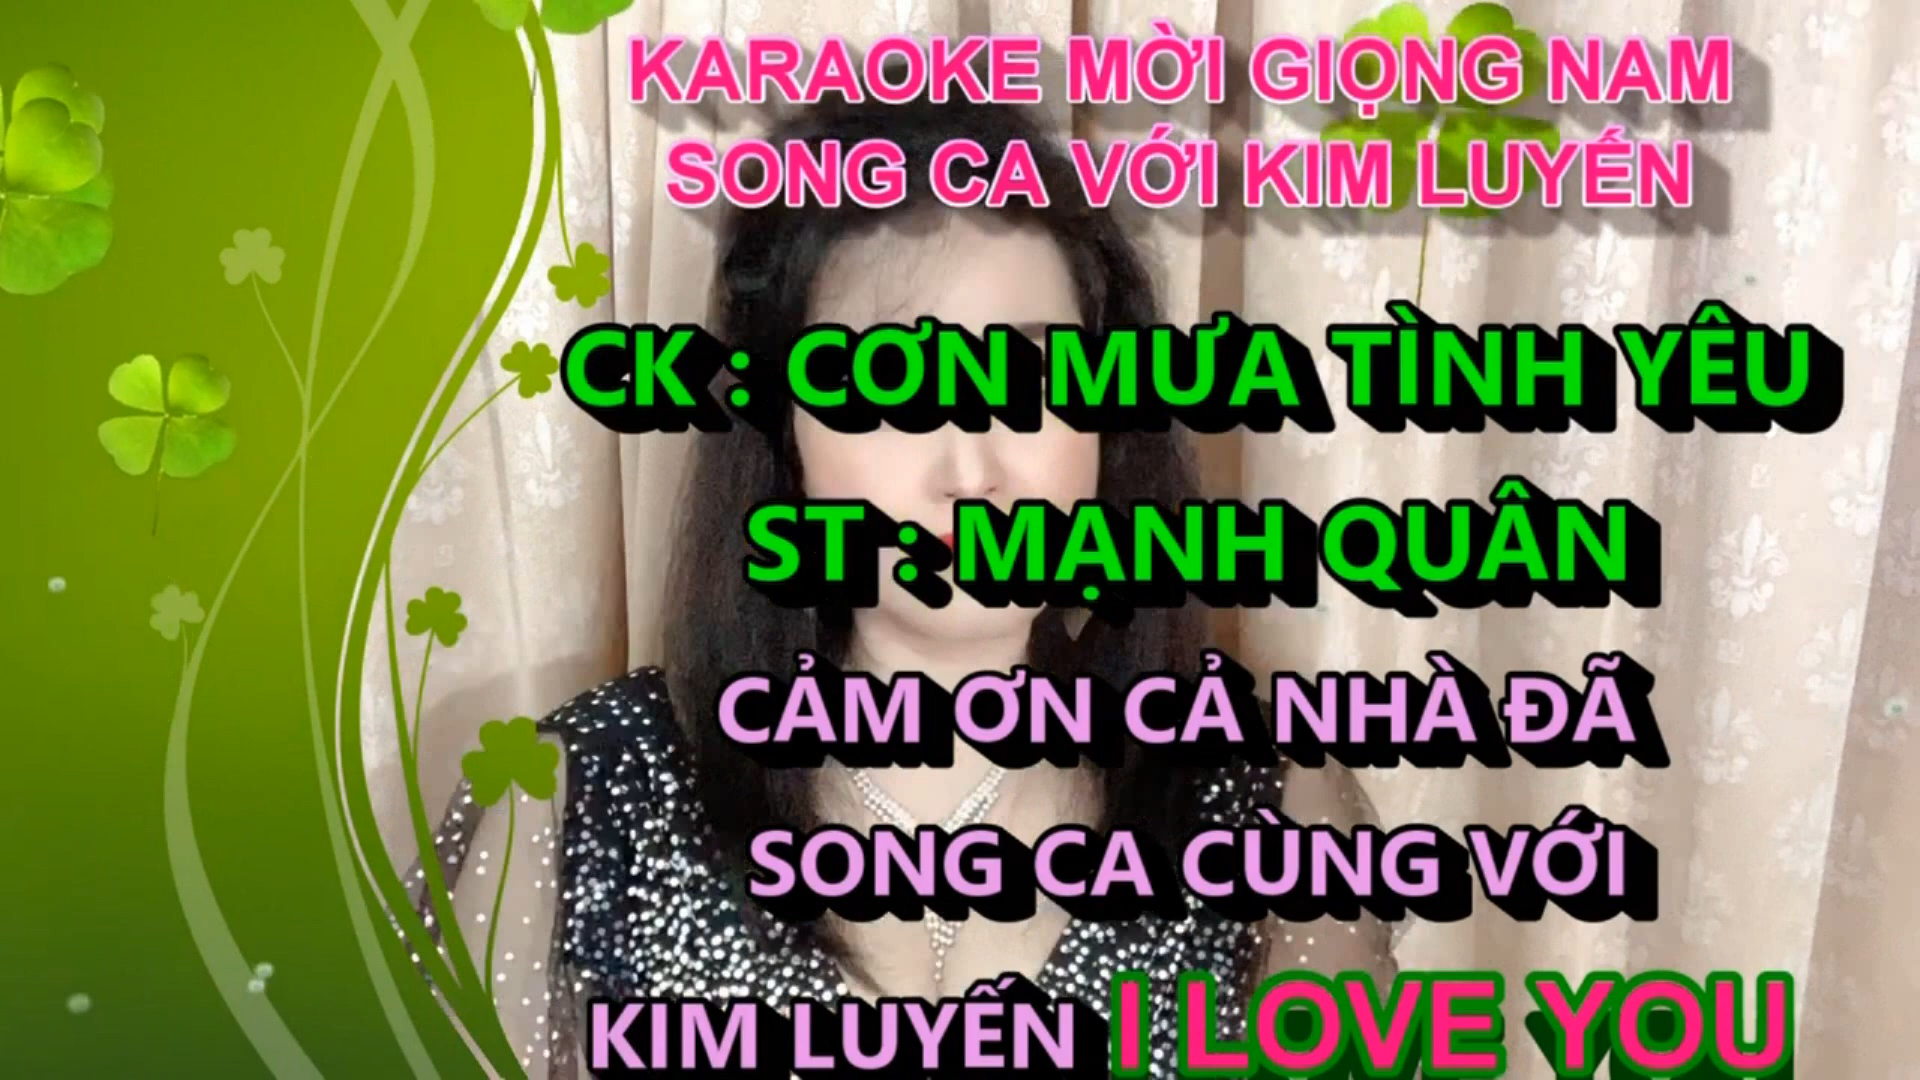 KARAOKE MỜI GIỌNG NAM
SONG CA VỚI KIM LUYẾN
CK : CƠN MƯA TÌNH YÊU
ST : MẠNH QUÂN
CẢM ƠN CẢ NHÀ ĐÃ
SONG CA CÙNG VỚI
KIM LUYẾN I LOVE YOU